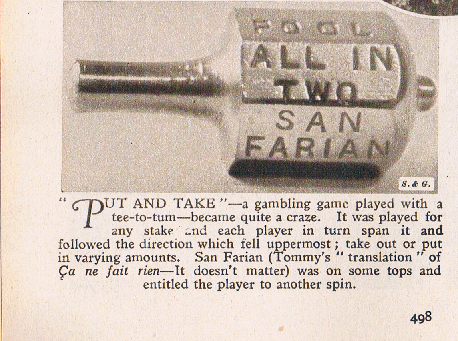 POOL
ALL IN
TWO
SAN
FARIAN
S. & G.
"PUT AND TAKE"—a gambling game played with a
tee-to-tum—became quite a craze. It was played for
any stake and each player in turn span it and
followed the direction which fell uppermost; take out or put
in varying amounts. San Farian (Tommy's "translation" of
Ça ne fait rien—It doesn't matter) was on some tops and
entitled the player to another spin.
498